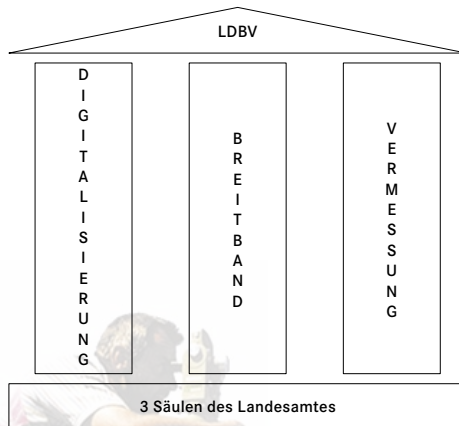 LDBV
DIGITALISIERUNG
BREITBAND
VERMESSUNG
3 Säulen des Landesamtes